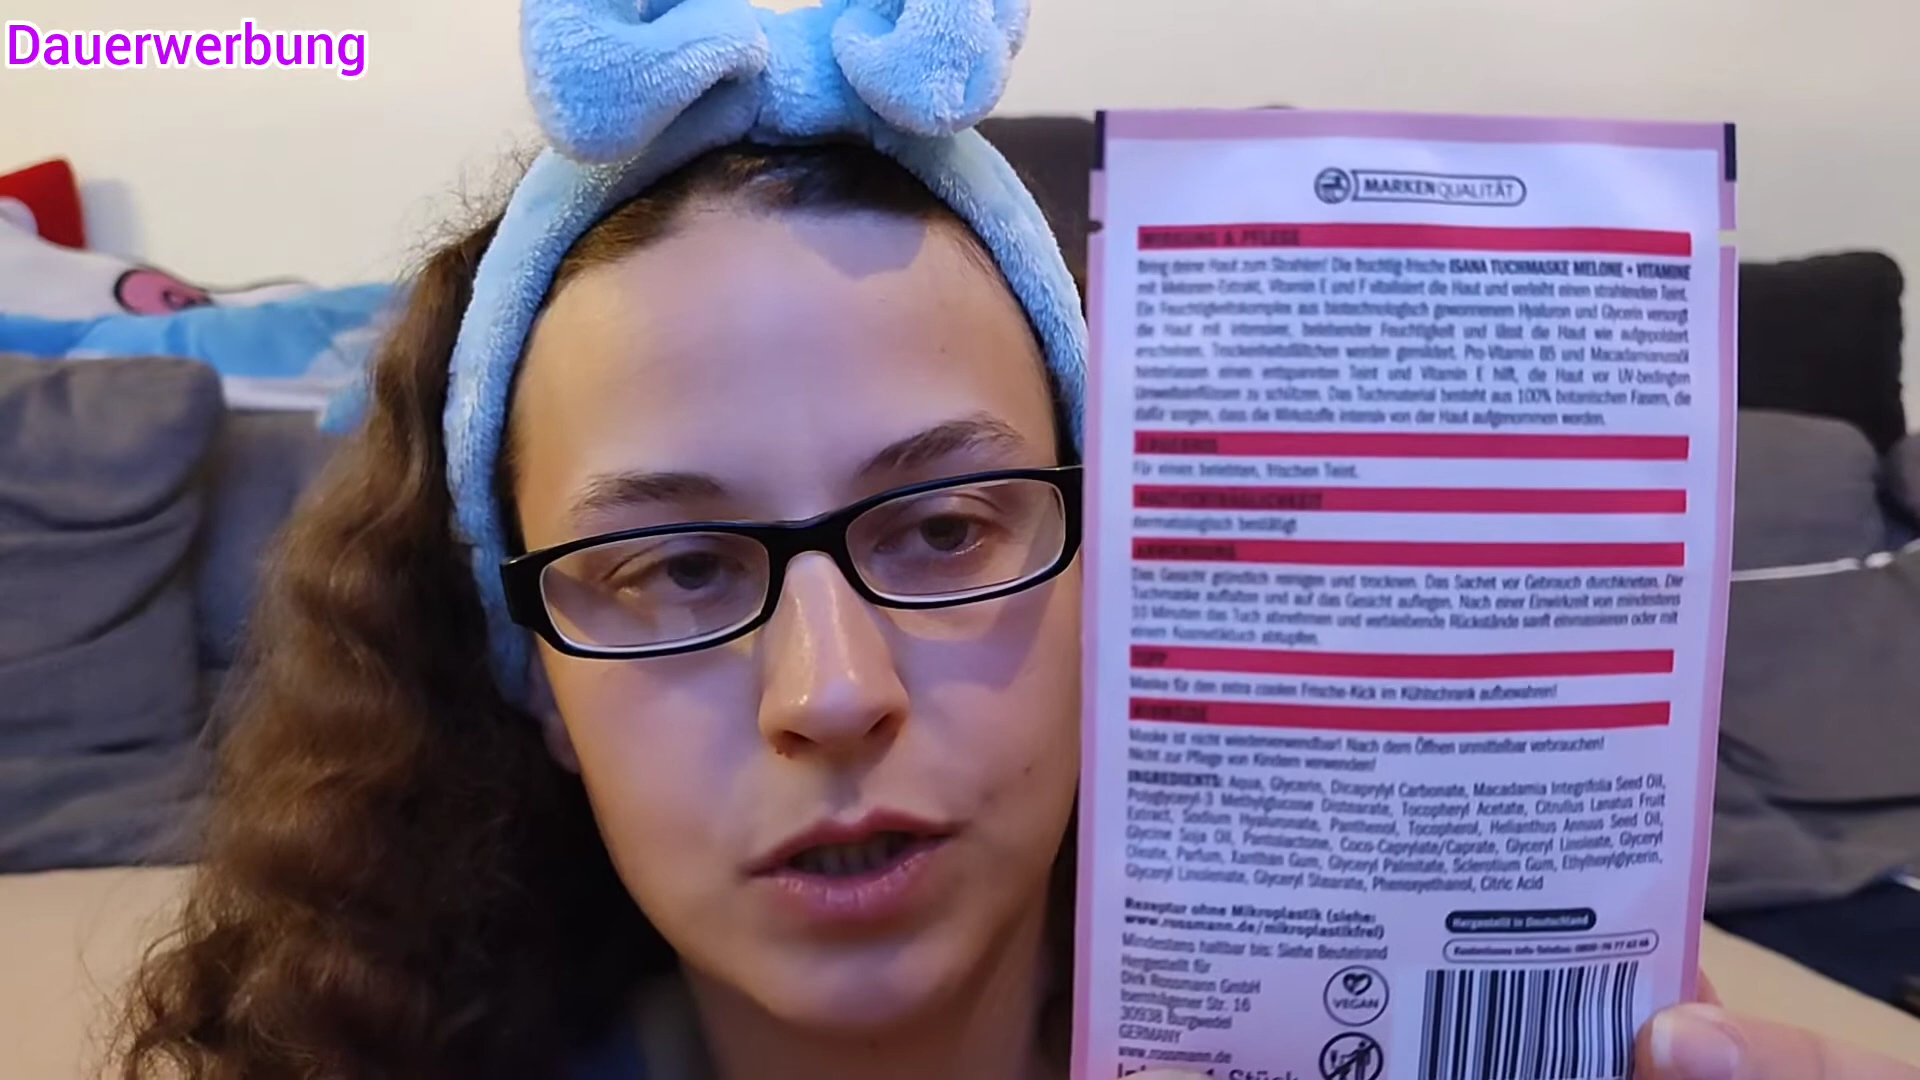 Dauerwerbung
MARKENQUALITÄT
WIRKUNG & PFLEGE
Bring deine Haut zum Strahlen! Die fruchtig-frische ISANA TUCHMASKE MELONE + VITAMINE
mit Melonen-Extrakt, Vitamin E und F vitalisiert die Haut und verleiht einen strahlenden Teint.
Ein Feuchtigkeitskomplex aus biotechnologisch gewonnenem Hyaluron und Glycerin versorgt
die Haut mit intensiver, belebender Feuchtigkeit und lässt die Haut wie aufgepolstert
erscheinen. Trockenheitsfältchen werden gemildert. Pro-Vitamin B5 und Macadamianussöl
hinterlassen einen entspannten Teint und Vitamin E hilft, die Haut vor UV-bedingten
Umwelteinflüssen zu schützen. Das Tuchmaterial besteht aus 100% botanischen Fasern, die
dafür sorgen, dass die Wirkstoffe intensiv von der Haut aufgenommen werden.
ERGEBNIS
Für einen belebten, frischen Teint.
HAUTVERTRÄGLICHKEIT
dermatologisch bestätigt
ANWENDUNG
Das Gesicht gründlich reinigen und trocknen. Das Sachet vor Gebrauch durchkneten. Die
Tuchmaske auffalten und auf das Gesicht auflegen. Nach einer Einwirkzeit von mindestens
10 Minuten das Tuch abnehmen und verbleibende Rückstände sanft einmassieren oder mit
einem Kosmetiktuch abtupfen.
TIPP
Maske für den extra coolen Frische-Kick im Kühlschrank aufbewahren!
HINWEISE
Maske ist nicht wiederverwendbar! Nach dem Öffnen unmittelbar verbrauchen!
Nicht zur Pflege von Kindern verwenden!
INGREDIENTS: Aqua, Glycerin, Dicaprylyl Carbonate, Macadamia Integrifolia Seed Oil,
Polyglyceryl-3 Methylglucose Distearate, Tocopheryl Acetate, Citrullus Lanatus Fruit
Extract, Sodium Hyaluronate, Panthenol, Tocopherol, Helianthus Annuus Seed Oil,
Glycine Soja Oil, Pantolactone, Coco-Caprylate/Caprate, Glyceryl Linoleate, Glyceryl
Oleate, Parfum, Xanthan Gum, Glyceryl Palmitate, Sclerotium Gum, Ethylhexylglycerin,
Glyceryl Linolenate, Glyceryl Stearate, Phenoxyethanol, Citric Acid
Rezeptur ohne Mikroplastik (siehe:
www.rossmann.de/mikroplastikfrei)
Mindestens haltbar bis: Siehe Beutelrand
Hergestellt für
Dirk Rossmann GmbH
Isernhägener Str. 16
30938 Burgwedel
GERMANY
www.rossmann.de
Hergestellt in Deutschland
Kostenloses Info-Telefon:
VEGAN
1 Stück